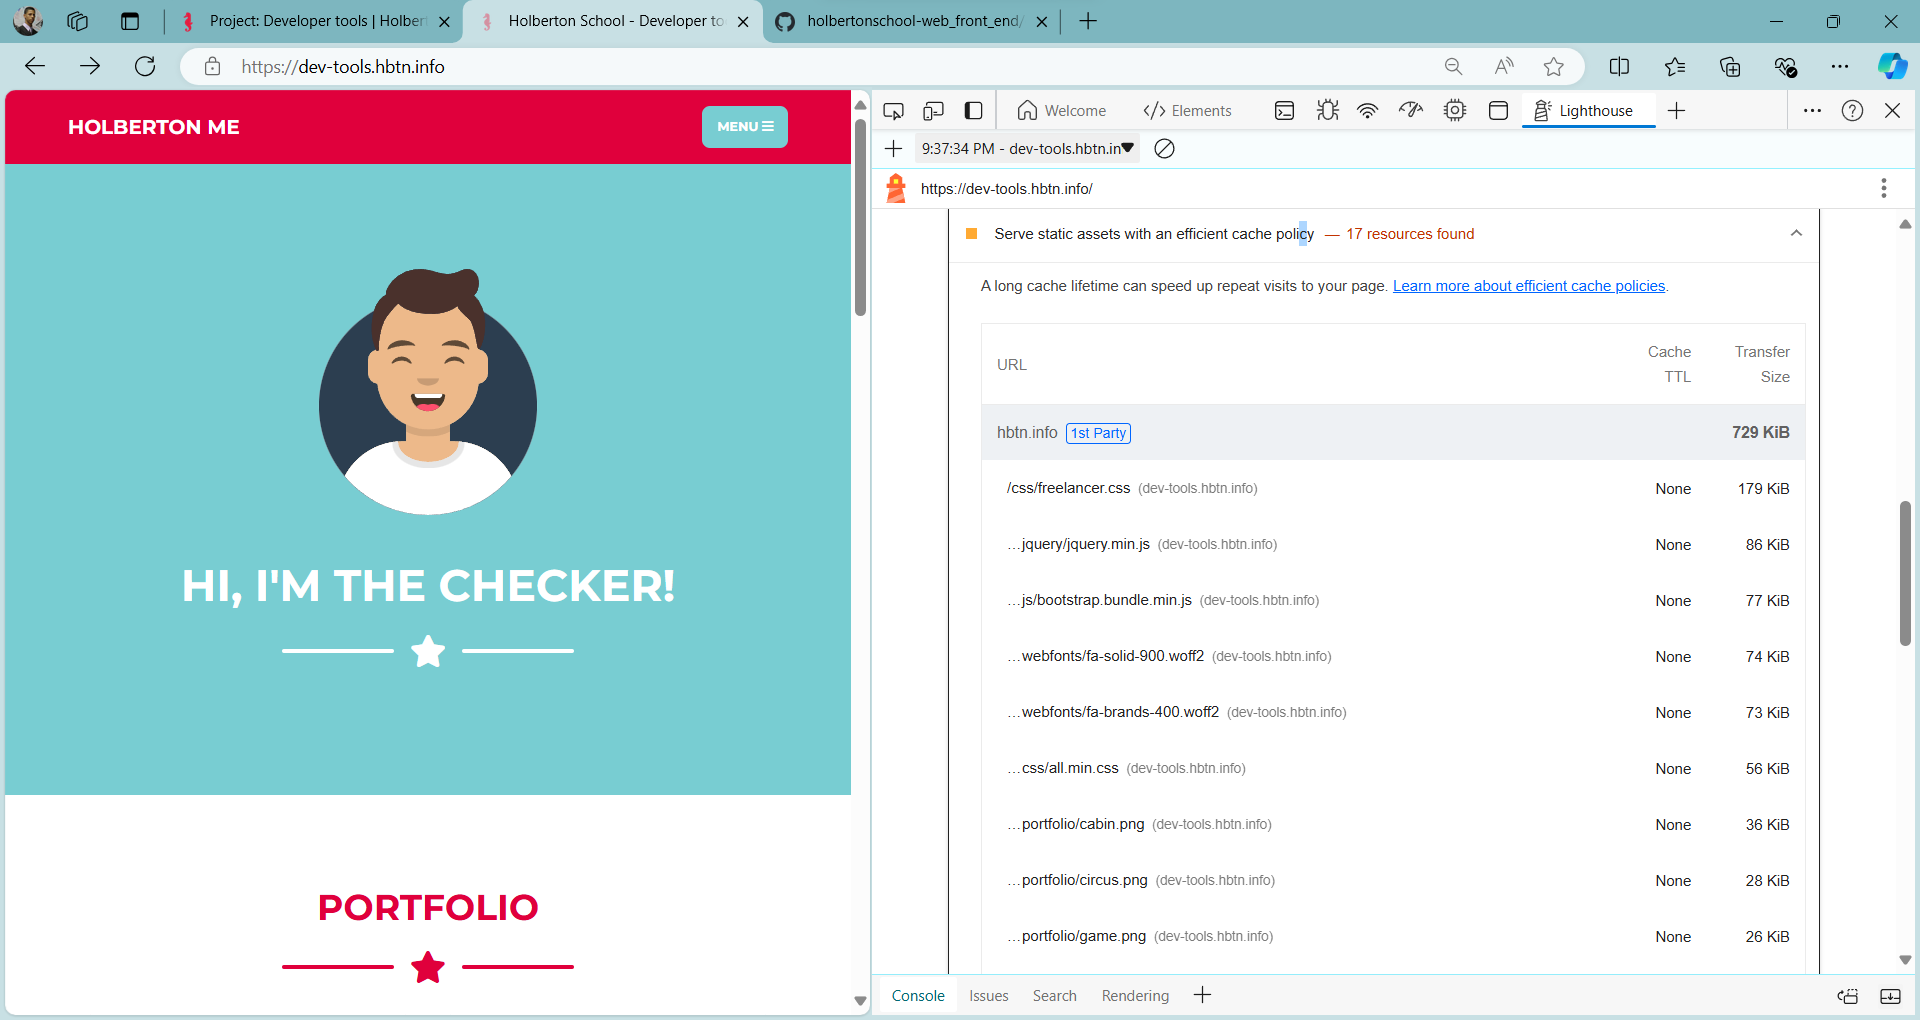 Project: Developer tools | Holbert
Holberton School - Developer to
holbertonschool-web_front_end/
https://dev-tools.hbtn.info
HOLBERTON ME
MENU
HI, I'M THE CHECKER!
PORTFOLIO
Welcome
Elements
Lighthouse
9:37:34 PM - dev-tools.hbtn.in
https://dev-tools.hbtn.info/
Serve static assets with an efficient cache policy — 17 resources found
A long cache lifetime can speed up repeat visits to your page. Learn more about efficient cache policies.
URL Cache TTL Transfer Size
hbtn.info 1st Party 729 KiB
/css/freelancer.css (dev-tools.hbtn.info) None 179 KiB
…jquery/jquery.min.js (dev-tools.hbtn.info) None 86 KiB
…js/bootstrap.bundle.min.js (dev-tools.hbtn.info) None 77 KiB
…webfonts/fa-solid-900.woff2 (dev-tools.hbtn.info) None 74 KiB
…webfonts/fa-brands-400.woff2 (dev-tools.hbtn.info) None 73 KiB
…css/all.min.css (dev-tools.hbtn.info) None 56 KiB
…portfolio/cabin.png (dev-tools.hbtn.info) None 36 KiB
…portfolio/circus.png (dev-tools.hbtn.info) None 28 KiB
…portfolio/game.png (dev-tools.hbtn.info) None 26 KiB
Console Issues Search Rendering